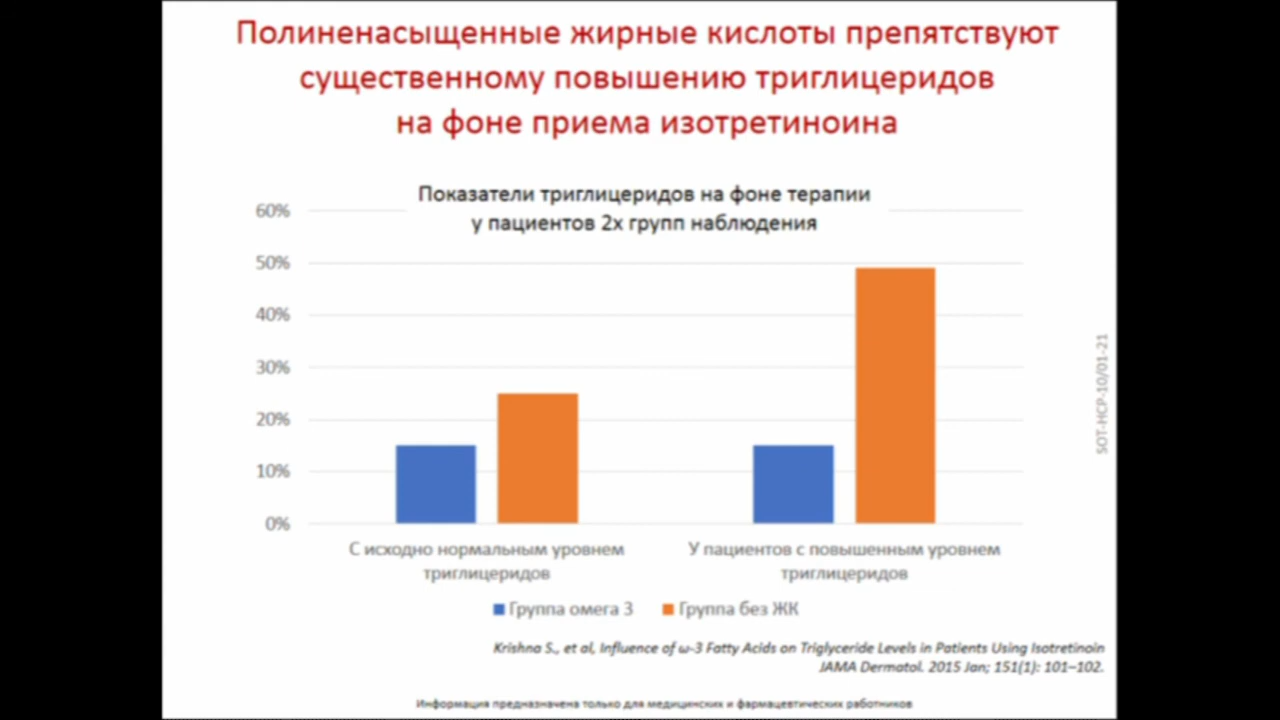 Полиненасыщенные жирные кислоты препятствуют
существенному повышению триглицеридов
на фоне приема изотретиноина
Показатели триглицеридов на фоне терапии
у пациентов 2х групп наблюдения
60%
50%
40%
30%
20%
10%
0%
С исходно нормальным уровнем
триглицеридов
У пациентов с повышенным уровнем
триглицеридов
Группа омега 3
Группа без ЖК
SOT-HCP-10/01-21
Krishna S., et al, Influence of ω-3 Fatty Acids on Triglyceride Levels in Patients Using Isotretinoin
JAMA Dermatol. 2015 Jan; 151(1): 101–102.
Информация предназначена только для медицинских и фармацевтических работников